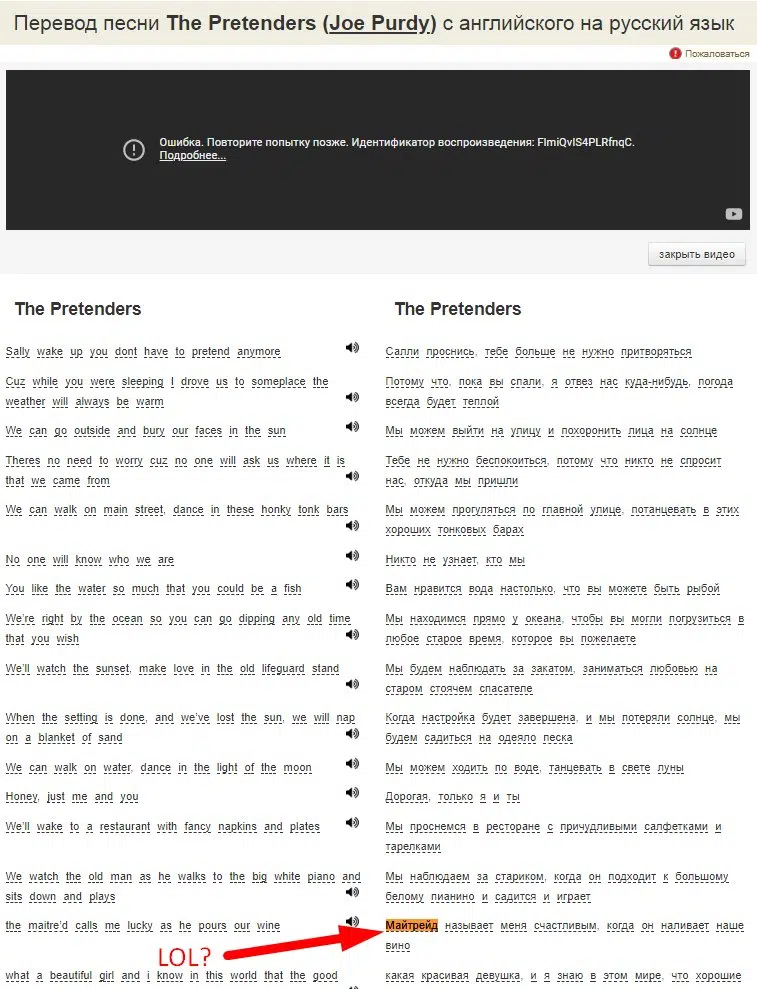 Перевод песни The Pretenders (Joe Purdy) с английского на русский язык
Пожаловаться
Ошибка. Повторите попытку позже. Идентификатор воспроизведения: FlmiQvlS4PLRfnqC.
Подробнее...
закрыть видео
The Pretenders
Sally wake up you dont have to pretend anymore
Cuz while you were sleeping I drove us to someplace the
weather will always be warm
We can go outside and bury our faces in the sun
Theres no need to worry cuz no one will ask us where it is
that we came from
We can walk on main street, dance in these honky tonk bars
No one will know who we are
You like the water so much that you could be a fish
We're right by the ocean so you can go dipping any old time
that you wish
We'll watch the sunset, make love in the old lifeguard stand
When the setting is done, and we've lost the sun, we will nap
on a blanket of sand
We can walk on water, dance in the light of the moon
Honey, just me and you
We'll wake to a restaurant with fancy napkins and plates
We watch the old man as he walks to the big white piano and
sits down and plays
the maitre'd calls me lucky as he pours our wine
LOL?
what a beautiful girl and i know in this world that the good
The Pretenders
Салли проснись, тебе больше не нужно притворяться
Потому что, пока вы спали, я отвез нас куда-нибудь, погода
всегда будет теплой
Мы можем выйти на улицу и похоронить лица на солнце
Тебе не нужно беспокоиться, потому что никто не спросит
нас, откуда мы пришли
Мы можем прогуляться по главной улице, потанцевать в этих
хороших тонковых барах
Никто не узнает, кто мы
Вам нравится вода настолько, что вы можете быть рыбой
Мы находимся прямо у океана, чтобы вы могли погрузиться в
любое старое время, которое вы пожелаете
Мы будем наблюдать за закатом, заниматься любовью на
старом стоячем спасателе
Когда настройка будет завершена, и мы потеряли солнце, мы
будем садиться на одеяло песка
Мы можем ходить по воде, танцевать в свете луны
Дорогая, только я и ты
Мы проснемся в ресторане с причудливыми салфетками и
тарелками
Мы наблюдаем за стариком, когда он подходит к большому
белому пианино и садится и играет
Майтрейд называет меня счастливым, когда он наливает наше
вино
какая красивая девушка, и я знаю в этом мире, что хорошие